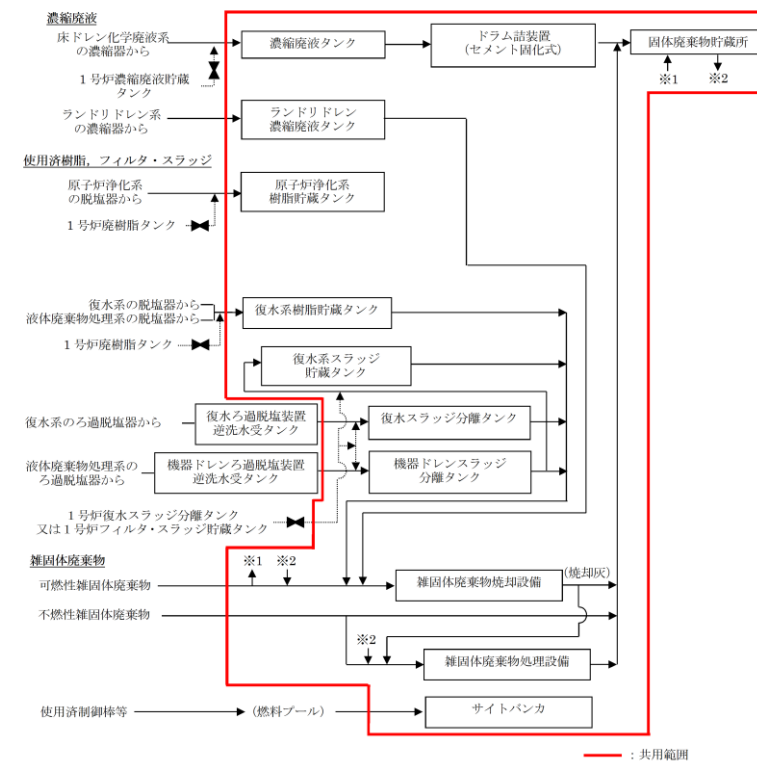 濃縮廃液
床ドレン化学廃液系
の濃縮器から
濃縮廃液タンク
ドラム詰装置
(セメント固化式)
固体廃棄物貯蔵所
※1
※2
1号炉濃縮廃液貯蔵
タンク
ランドリドレン系
の濃縮器から
ランドリドレン
濃縮廃液タンク
使用済樹脂，フィルタ・スラッジ
原子炉浄化系
の脱塩器から
原子炉浄化系
樹脂貯蔵タンク
1号炉廃樹脂タンク
復水系の脱塩器から
液体廃棄物処理系の脱塩器から
復水系樹脂貯蔵タンク
1号炉廃樹脂タンク
復水系スラッジ
貯蔵タンク
復水系のろ過脱塩器から
復水ろ過脱塩装置
逆洗水受タンク
復水スラッジ分離タンク
液体廃棄物処理系の
ろ過脱塩器から
機器ドレンろ過脱塩装置
逆洗水受タンク
機器ドレンスラッジ
分離タンク
1号炉復水スラッジ分離タンク
又は1号炉フィルタ・スラッジ貯蔵タンク
雑固体廃棄物
※1
※2
可燃性雑固体廃棄物
雑固体廃棄物焼却設備
(焼却灰)
不燃性雑固体廃棄物
※2
雑固体廃棄物処理設備
使用済制御棒等
(燃料プール)
サイトバンカ
：共用範囲